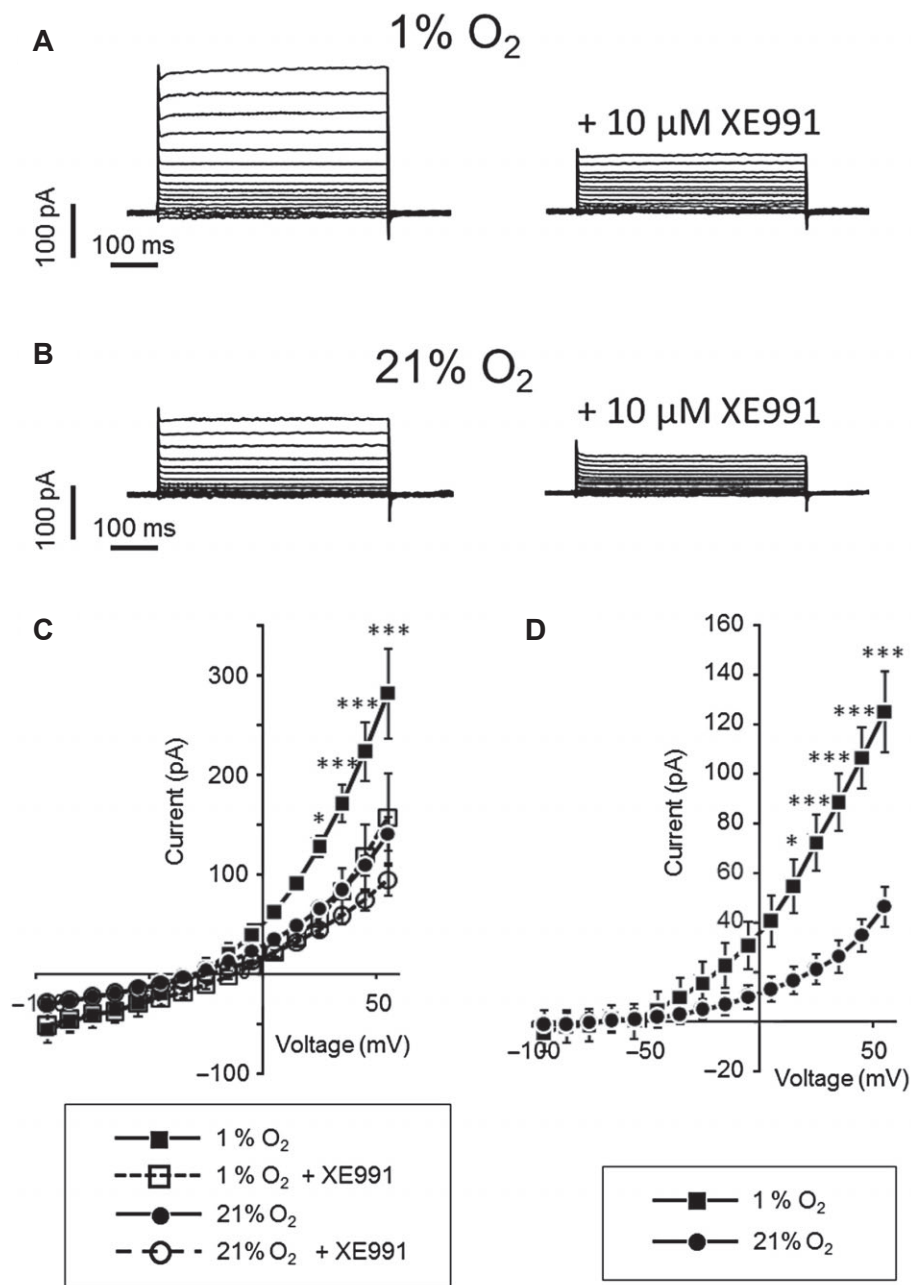 A
1% O₂
+ 10 µM XE991
100 pA
100 ms
B
21% O₂
+ 10 µM XE991
100 pA
100 ms
C
***
***
***
*
300
200
100
0
−1
50
−100
Current (pA)
Voltage (mV)
1 % O₂
1 % O₂ + XE991
21% O₂
21% O₂ + XE991
D
160
140
120
100
80
60
40
20
−20
−100
−50
50
***
***
***
***
*
Current (pA)
Voltage (mV)
1% O₂
21% O₂